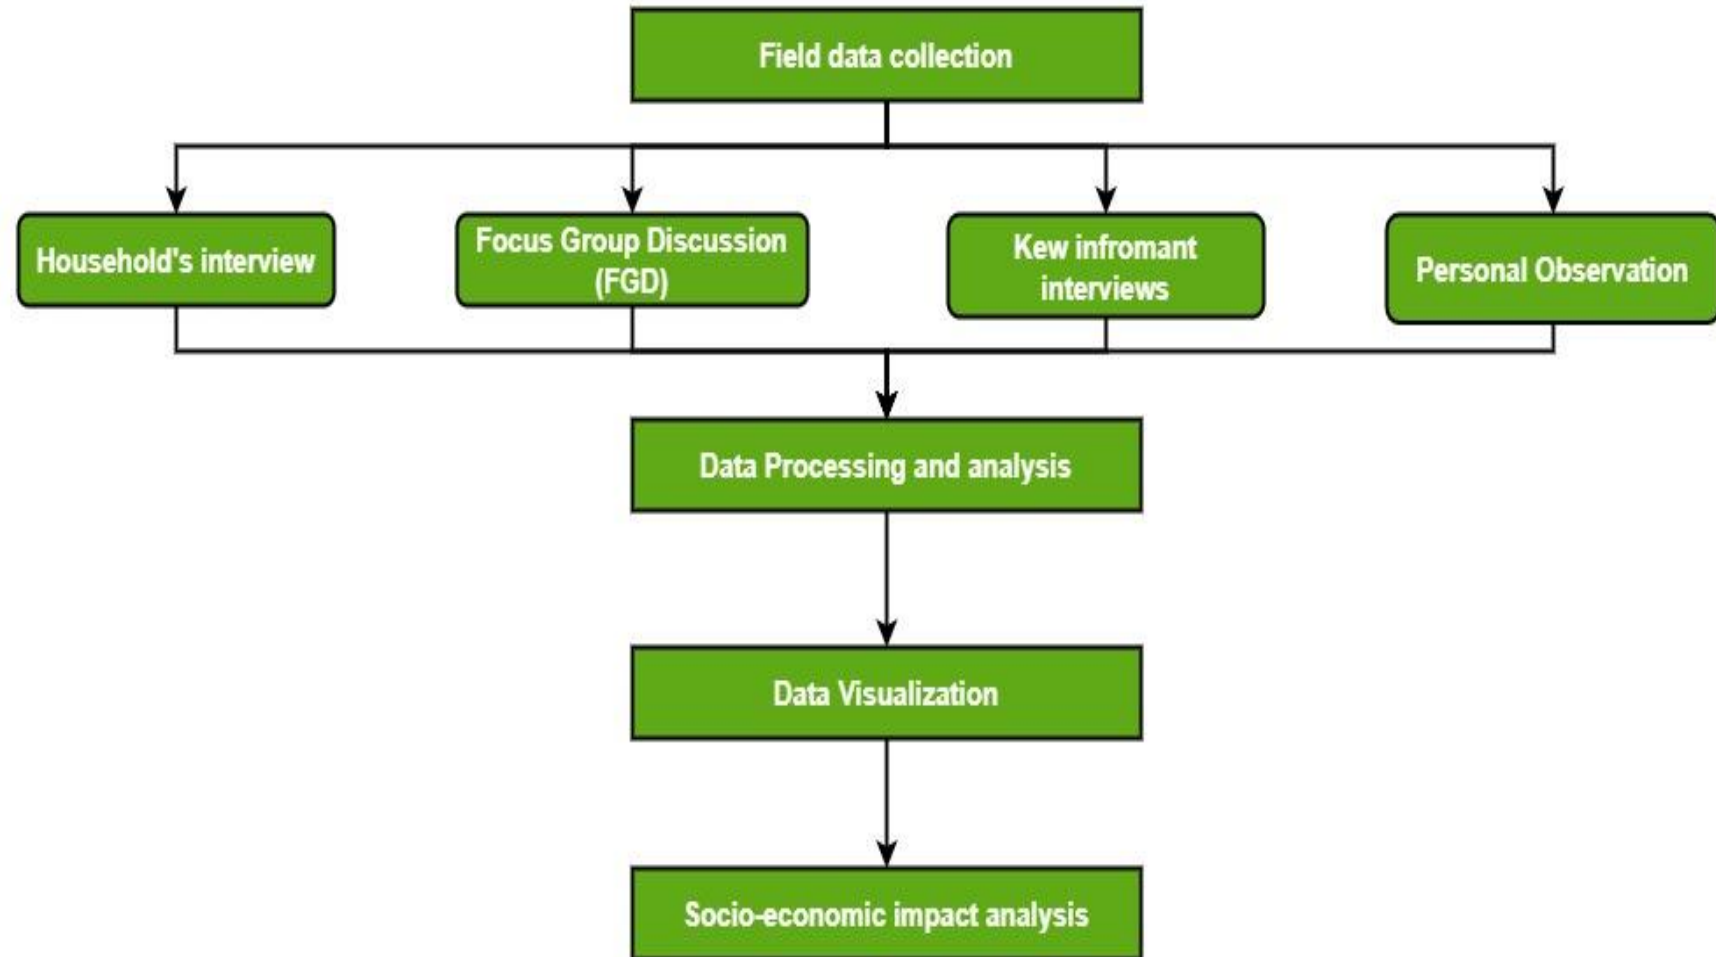 Field data collection
Household's interview
Focus Group Discussion
(FGD)
Kew infromant
interviews
Personal Observation
Data Processing and analysis
Data Visualization
Socio-economic impact analysis